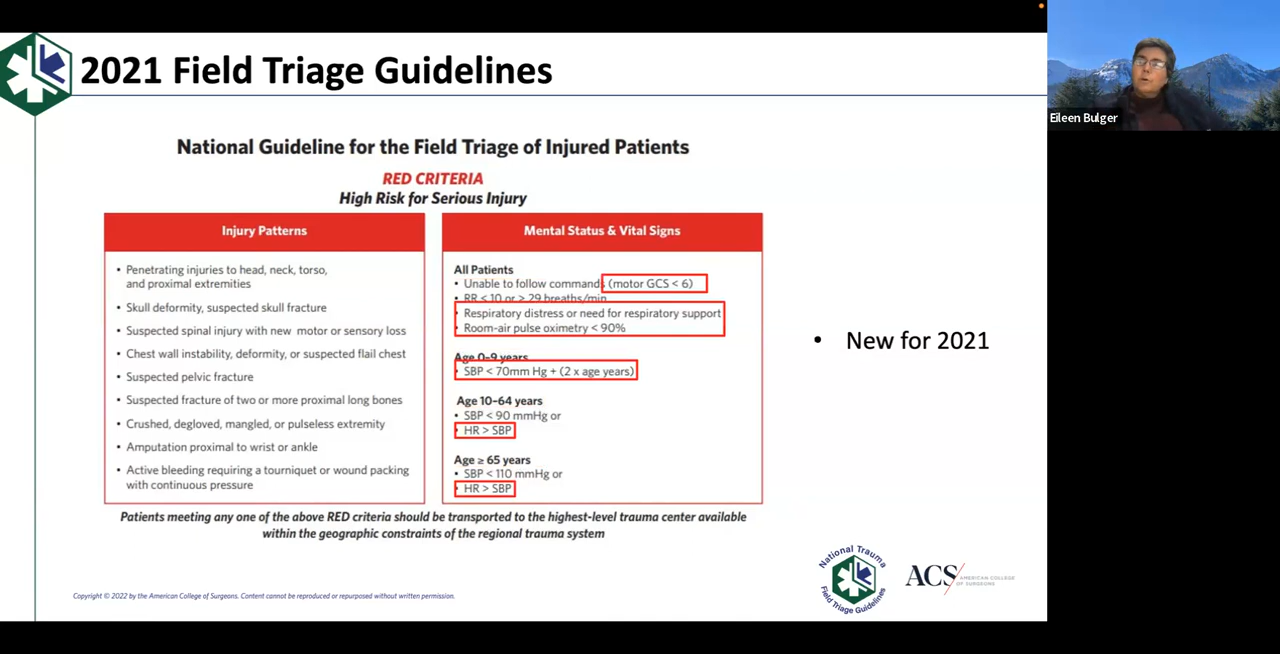 2021 Field Triage Guidelines
Eileen Bulger
National Guideline for the Field Triage of Injured Patients
RED CRITERIA
High Risk for Serious Injury
Injury Patterns
• Penetrating injuries to head, neck, torso,
and proximal extremities
• Skull deformity, suspected skull fracture
• Suspected spinal injury with new motor or sensory loss
• Chest wall instability, deformity, or suspected flail chest
• Suspected pelvic fracture
• Suspected fracture of two or more proximal long bones
• Crushed, degloved, mangled, or pulseless extremity
• Amputation proximal to wrist or ankle
• Active bleeding requiring a tourniquet or wound packing
with continuous pressure
Mental Status & Vital Signs
All Patients
• Unable to follow commands (motor GCS < 6)
• RR < 10 or > 29 breaths/min
• Respiratory distress or need for respiratory support
• Room-air pulse oximetry < 90%
Age 0–9 years
• SBP < 70mm Hg + (2 x age years)
Age 10–64 years
• SBP < 90 mmHg or
• HR > SBP
Age ≥ 65 years
• SBP < 110 mmHg or
• HR > SBP
• New for 2021
Patients meeting any one of the above RED criteria should be transported to the highest-level trauma center available
within the geographic constraints of the regional trauma system
Copyright © 2022 by the American College of Surgeons. Content cannot be reproduced or repurposed without written permission.
National Trauma
Field Triage Guidelines
ACS
AMERICAN COLLEGE
OF SURGEONS